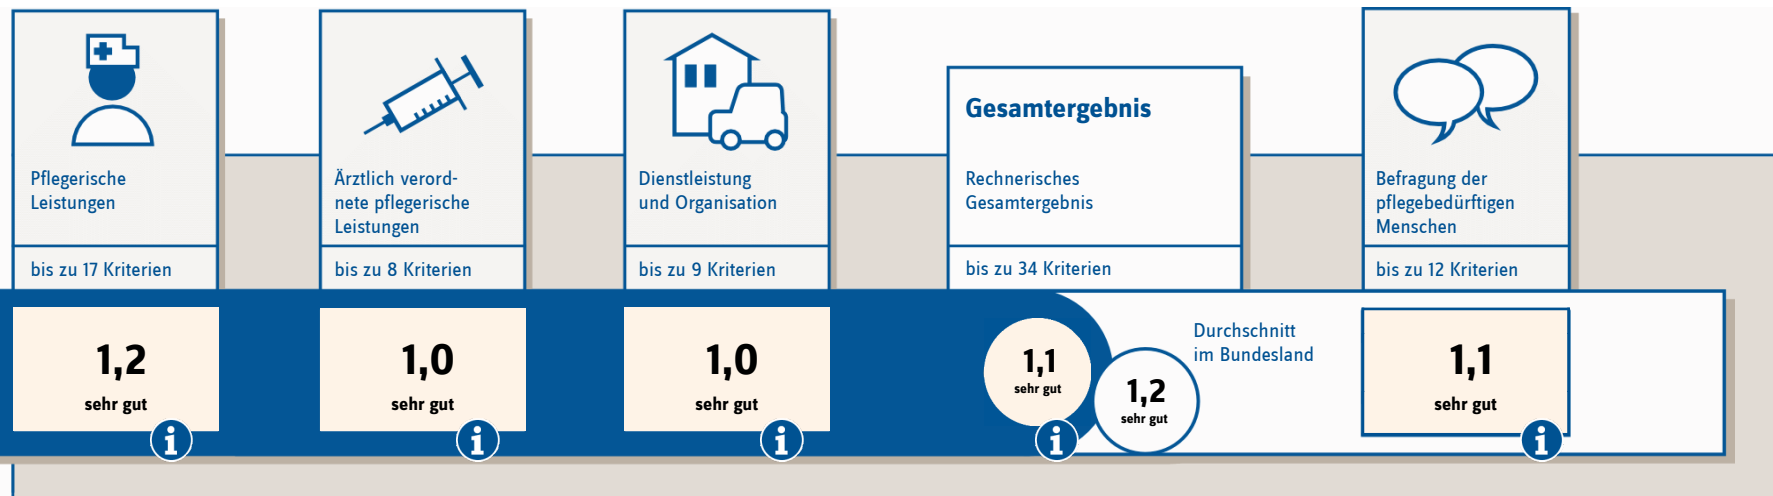 Pflegerische
Leistungen
bis zu 17 Kriterien
1,2
sehr gut
i
Ärztlich verord-
nete pflegerische
Leistungen
bis zu 8 Kriterien
1,0
sehr gut
i
Dienstleistung
und Organisation
bis zu 9 Kriterien
1,0
sehr gut
i
Gesamtergebnis
Rechnerisches
Gesamtergebnis
bis zu 34 Kriterien
1,1
sehr gut
i
1,2
sehr gut
Durchschnitt
im Bundesland
Befragung der
pflegebedürftigen
Menschen
bis zu 12 Kriterien
1,1
sehr gut
i